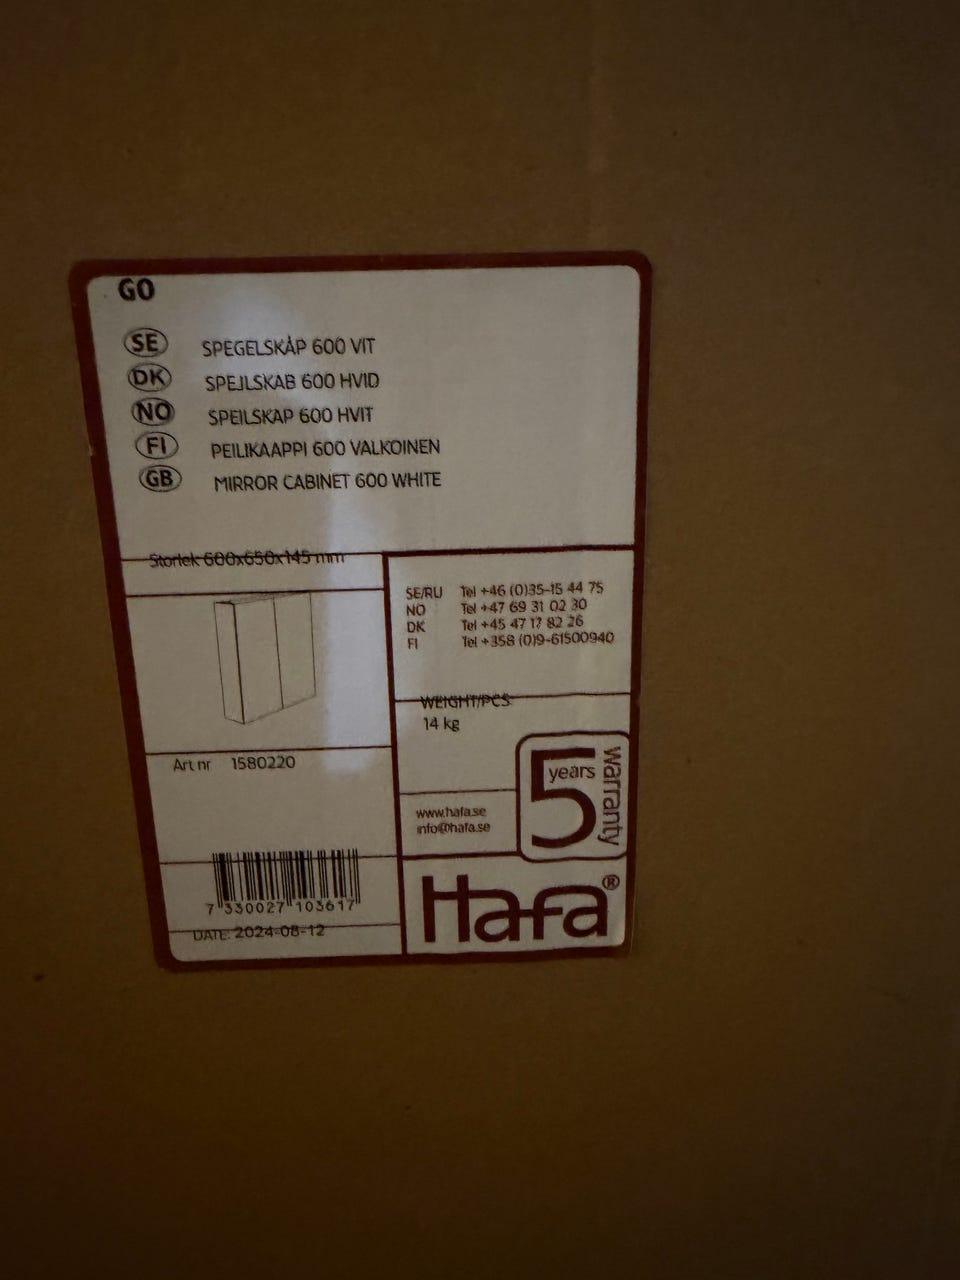 GO
SE SPEGELSKÅP 600 VIT
DK SPEJLSKAB 600 HVID
NO SPEILSKAP 600 HVIT
FI PEILIKAAPPI 600 VALKOINEN
GB MIRROR CABINET 600 WHITE
Storlek 600x650x145 mm
SE/RU Tel +46 (0)35-15 44 75
NO Tel +47 69 31 02 30
DK Tel +45 47 17 82 26
FI Tel +358 (0)9-61500940
WEIGHT/PCS:
14 kg
Art nr 1580220
5 years warranty
www.hafa.se
info@hafa.se
7 330027 103617
DATE: 2024-08-12
Hafa®